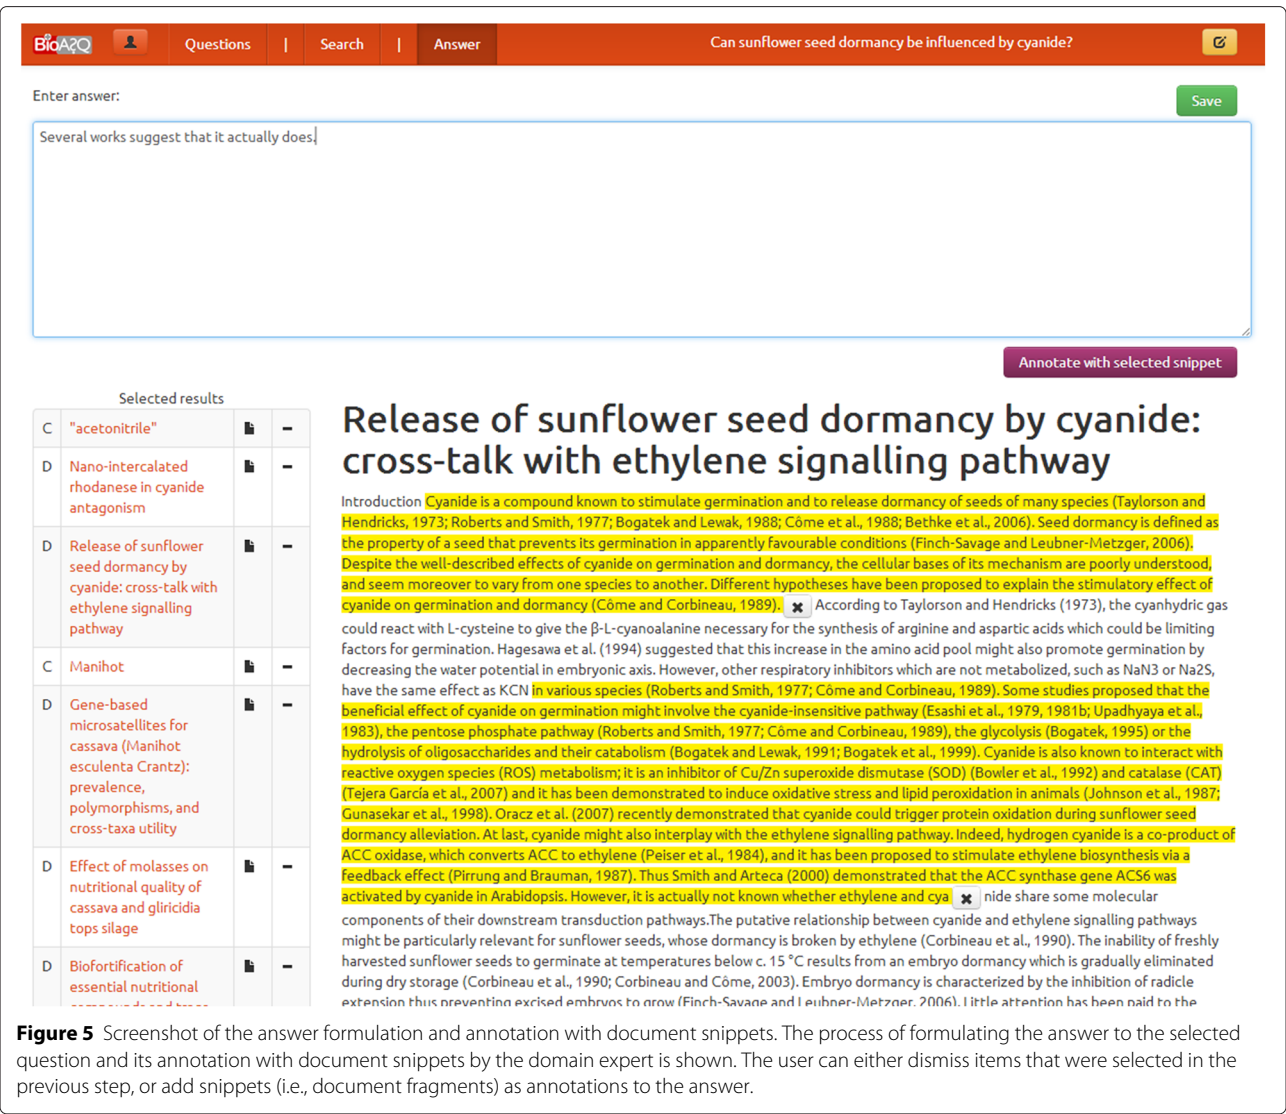 BioA?Q
Questions | Search | Answer
Can sunflower seed dormancy be influenced by cyanide?
Enter answer:
Save
Several works suggest that it actually does.
Annotate with selected snippet
Selected results
C "acetonitrile"
D Nano-intercalated
rhodanese in cyanide
antagonism
D Release of sunflower
seed dormancy by
cyanide: cross-talk with
ethylene signalling
pathway
C Manihot
D Gene-based
microsatellites for
cassava (Manihot
esculenta Crantz):
prevalence,
polymorphisms, and
cross-taxa utility
D Effect of molasses on
nutritional quality of
cassava and gliricidia
tops silage
D Biofortification of
essential nutritional
compounds and trace
Release of sunflower seed dormancy by cyanide:
cross-talk with ethylene signalling pathway
Introduction Cyanide is a compound known to stimulate germination and to release dormancy of seeds of many species (Taylorson and
Hendricks, 1973; Roberts and Smith, 1977; Bogatek and Lewak, 1988; Côme et al., 1988; Bethke et al., 2006). Seed dormancy is defined as
the property of a seed that prevents its germination in apparently favourable conditions (Finch-Savage and Leubner-Metzger, 2006).
Despite the well-described effects of cyanide on germination and dormancy, the cellular bases of its mechanism are poorly understood,
and seem moreover to vary from one species to another. Different hypotheses have been proposed to explain the stimulatory effect of
cyanide on germination and dormancy (Côme and Corbineau, 1989). According to Taylorson and Hendricks (1973), the cyanhydric gas
could react with L-cysteine to give the β-L-cyanoalanine necessary for the synthesis of arginine and aspartic acids which could be limiting
factors for germination. Hagesawa et al. (1994) suggested that this increase in the amino acid pool might also promote germination by
decreasing the water potential in embryonic axis. However, other respiratory inhibitors which are not metabolized, such as NaN3 or Na2S,
have the same effect as KCN in various species (Roberts and Smith, 1977; Côme and Corbineau, 1989). Some studies proposed that the
beneficial effect of cyanide on germination might involve the cyanide-insensitive pathway (Esashi et al., 1979, 1981b; Upadhyaya et al.,
1983), the pentose phosphate pathway (Roberts and Smith, 1977; Côme and Corbineau, 1989), the glycolysis (Bogatek, 1995) or the
hydrolysis of oligosaccharides and their catabolism (Bogatek and Lewak, 1991; Bogatek et al., 1999). Cyanide is also known to interact with
reactive oxygen species (ROS) metabolism; it is an inhibitor of Cu/Zn superoxide dismutase (SOD) (Bowler et al., 1992) and catalase (CAT)
(Tejera García et al., 2007) and it has been demonstrated to induce oxidative stress and lipid peroxidation in animals (Johnson et al., 1987;
Gunasekar et al., 1998). Oracz et al. (2007) recently demonstrated that cyanide could trigger protein oxidation during sunflower seed
dormancy alleviation. At last, cyanide might also interplay with the ethylene signalling pathway. Indeed, hydrogen cyanide is a co-product of
ACC oxidase, which converts ACC to ethylene (Peiser et al., 1984), and it has been proposed to stimulate ethylene biosynthesis via a
feedback effect (Pirrung and Brauman, 1987). Thus Smith and Arteca (2000) demonstrated that the ACC synthase gene ACS6 was
activated by cyanide in Arabidopsis. However, it is actually not known whether ethylene and cya nide share some molecular
components of their downstream transduction pathways.The putative relationship between cyanide and ethylene signalling pathways
might be particularly relevant for sunflower seeds, whose dormancy is broken by ethylene (Corbineau et al., 1990). The inability of freshly
harvested sunflower seeds to germinate at temperatures below c. 15 °C results from an embryo dormancy which is gradually eliminated
during dry storage (Corbineau et al., 1990; Corbineau and Côme, 2003). Embryo dormancy is characterized by the inhibition of radicle
extension thus preventing excised embryos to grow (Finch-Savage and Leubner-Metzger, 2006). Little attention has been paid to the
Figure 5 Screenshot of the answer formulation and annotation with document snippets. The process of formulating the answer to the selected
question and its annotation with document snippets by the domain expert is shown. The user can either dismiss items that were selected in the
previous step, or add snippets (i.e., document fragments) as annotations to the answer.